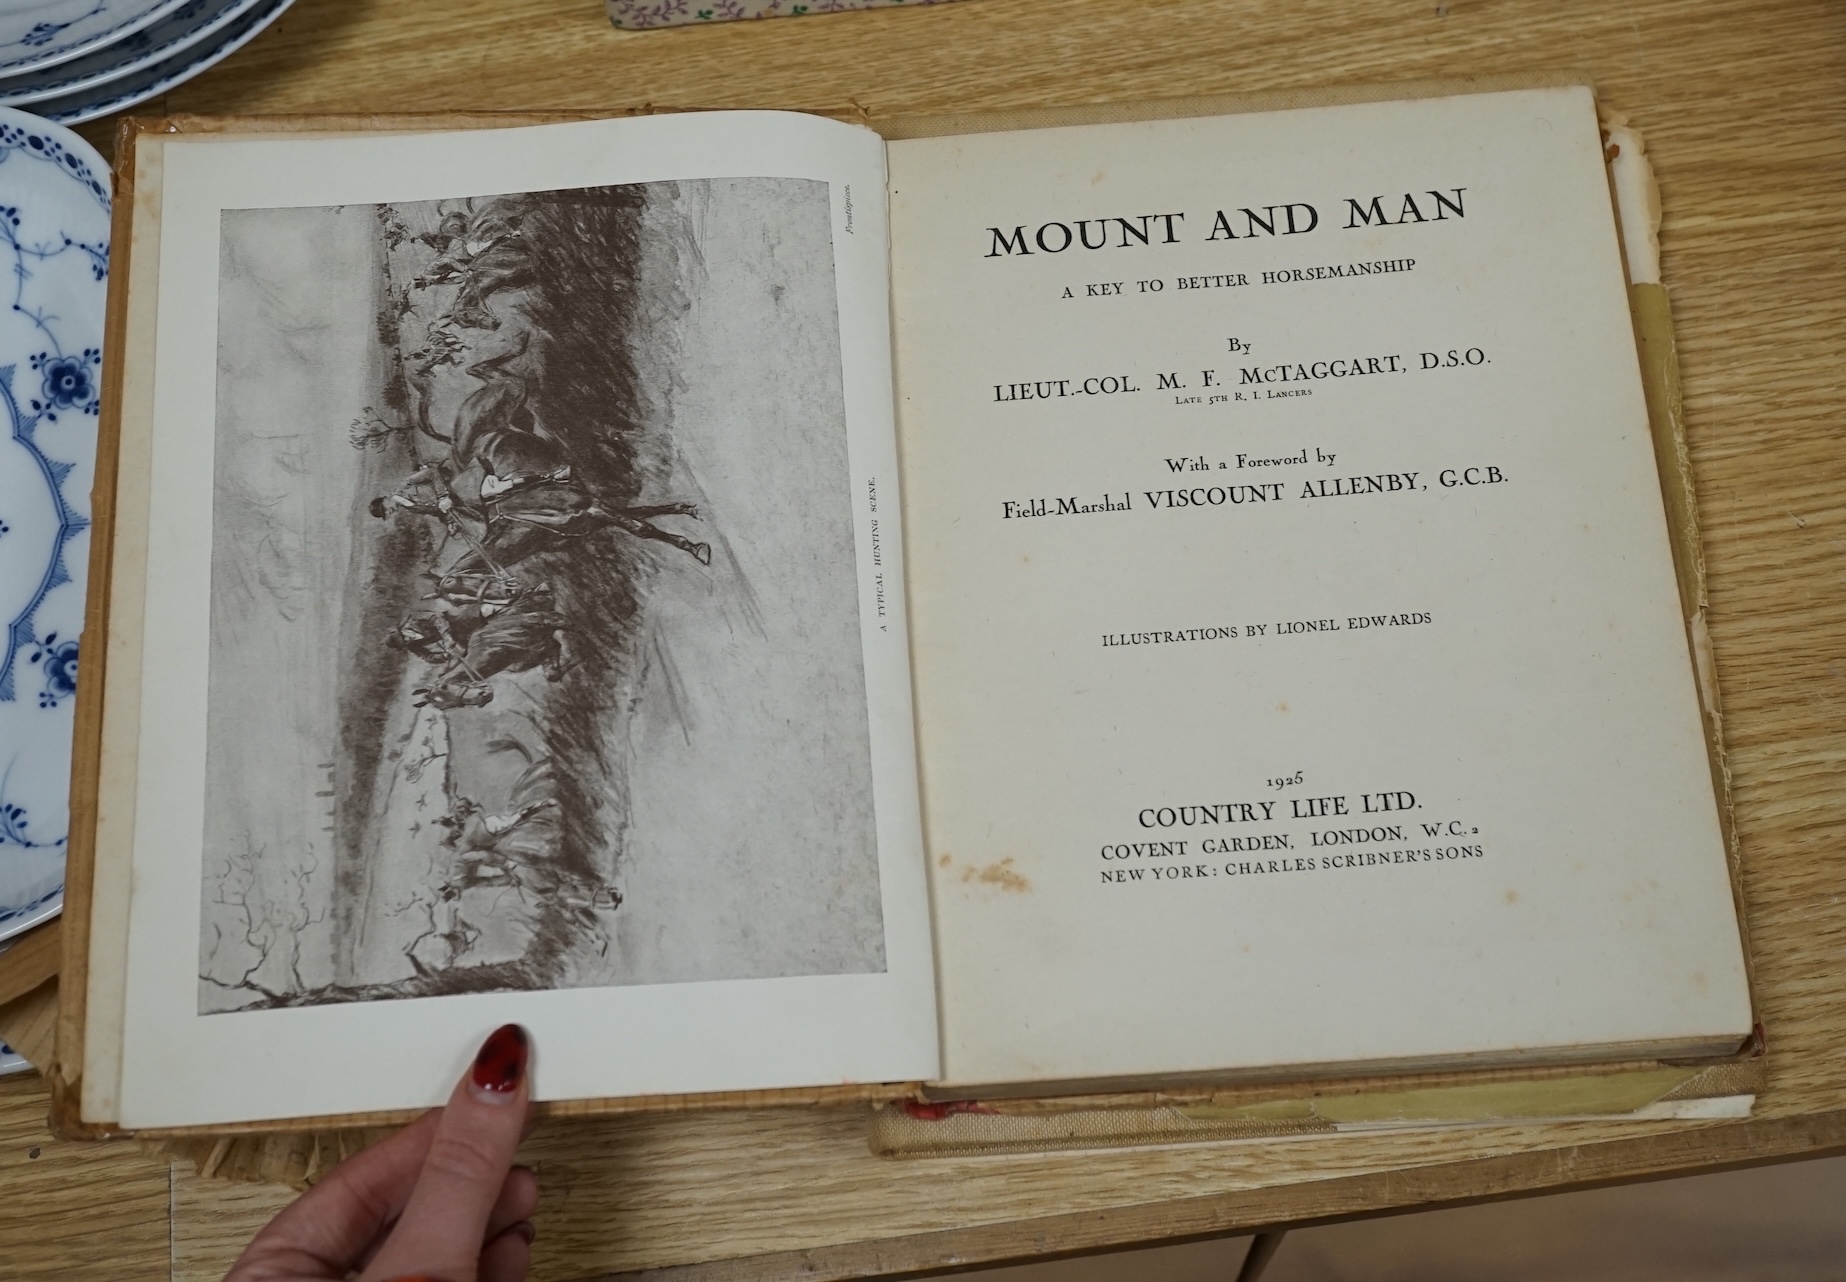 Frontispiece.
A TYPICAL HUNTING SCENE.
MOUNT AND MAN
A KEY TO BETTER HORSEMANSHIP
By
LIEUT.-COL. M. F. McTAGGART, D.S.O.
LATE 5TH R. I. LANCERS
With a Foreword by
Field-Marshal VISCOUNT ALLENBY, G.C.B.
ILLUSTRATIONS BY LIONEL EDWARDS
1925
COUNTRY LIFE LTD.
COVENT GARDEN, LONDON, W.C.2
NEW YORK: CHARLES SCRIBNER'S SONS